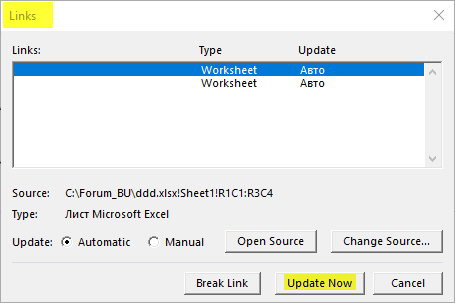 Links
Links: Type Update
Worksheet Авто
Worksheet Авто
Source: C:\Forum_BU\ddd.xlsx!Sheet1!R1C1:R3C4
Type: Лист Microsoft Excel
Update: Automatic Manual Open Source Change Source...
Break Link Update Now Cancel